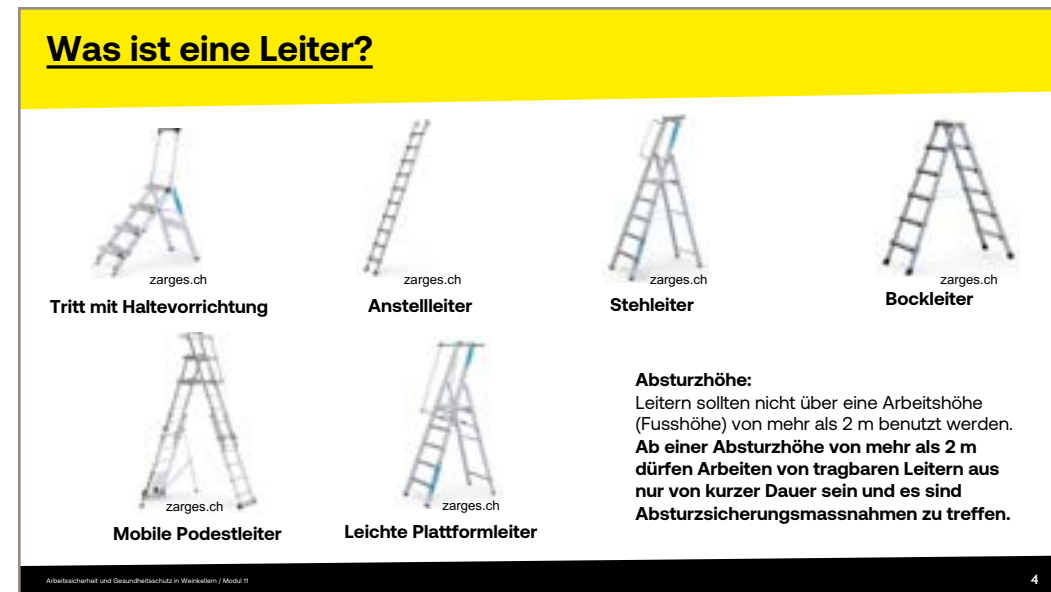 Was ist eine Leiter?
zarges.ch
Tritt mit Haltevorrichtung
zarges.ch
Anstellleiter
zarges.ch
Stehleiter
zarges.ch
Bockleiter
zarges.ch
Mobile Podestleiter
zarges.ch
Leichte Plattformleiter
Absturzhöhe:
Leitern sollten nicht über eine Arbeitshöhe
(Fusshöhe) von mehr als 2 m benutzt werden.
Ab einer Absturzhöhe von mehr als 2 m
dürfen Arbeiten von tragbaren Leitern aus
nur von kurzer Dauer sein und es sind
Absturzsicherungsmassnahmen zu treffen.
Arbeitssicherheit und Gesundheitsschutz in Weinkellern / Modul 11
4